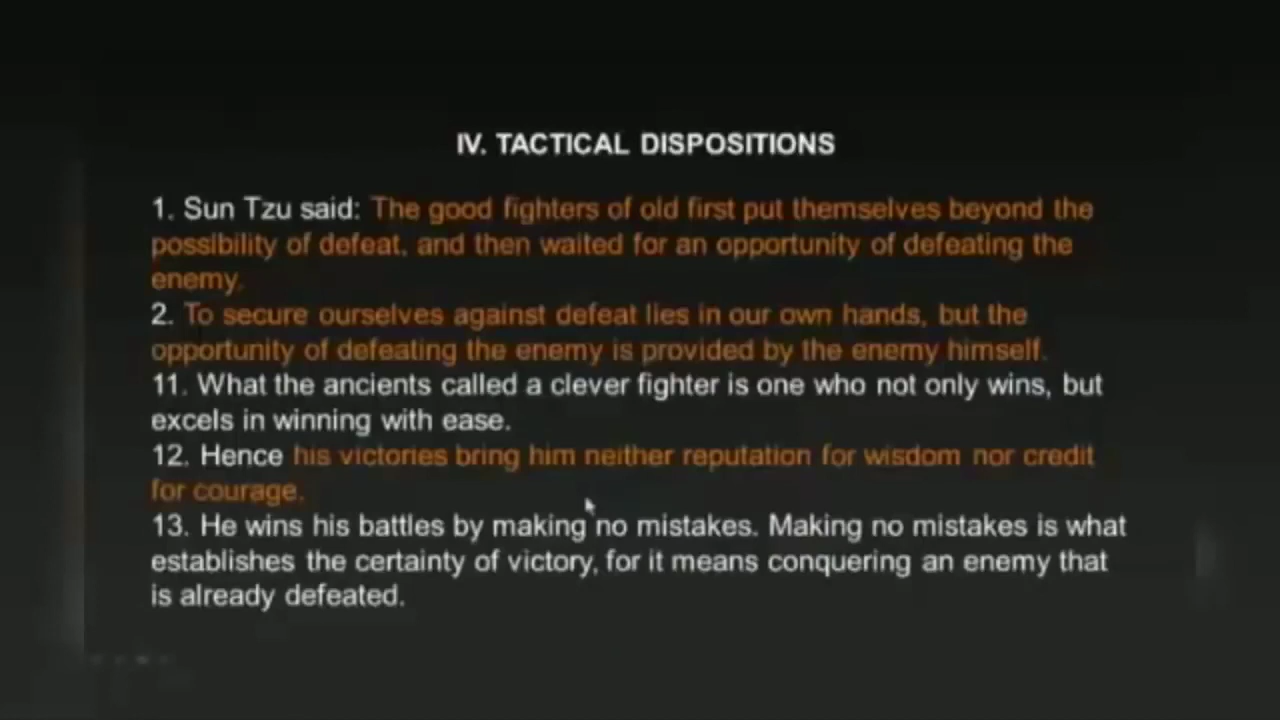 IV. TACTICAL DISPOSITIONS
1. Sun Tzu said: The good fighters of old first put themselves beyond the
possibility of defeat, and then waited for an opportunity of defeating the
enemy.
2. To secure ourselves against defeat lies in our own hands, but the
opportunity of defeating the enemy is provided by the enemy himself.
11. What the ancients called a clever fighter is one who not only wins, but
excels in winning with ease.
12. Hence his victories bring him neither reputation for wisdom nor credit
for courage.
13. He wins his battles by making no mistakes. Making no mistakes is what
establishes the certainty of victory, for it means conquering an enemy that
is already defeated.